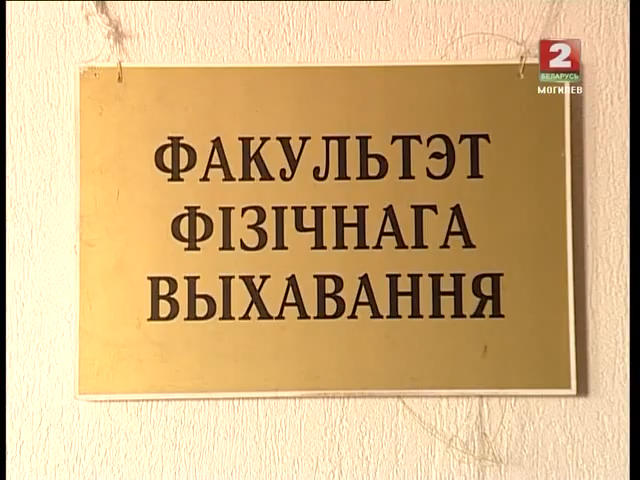 2
БЕЛАРУСЬ
МОГИЛЕВ
ФАКУЛЬТЭТ
ФІЗІЧНАГА
ВЫХАВАННЯ